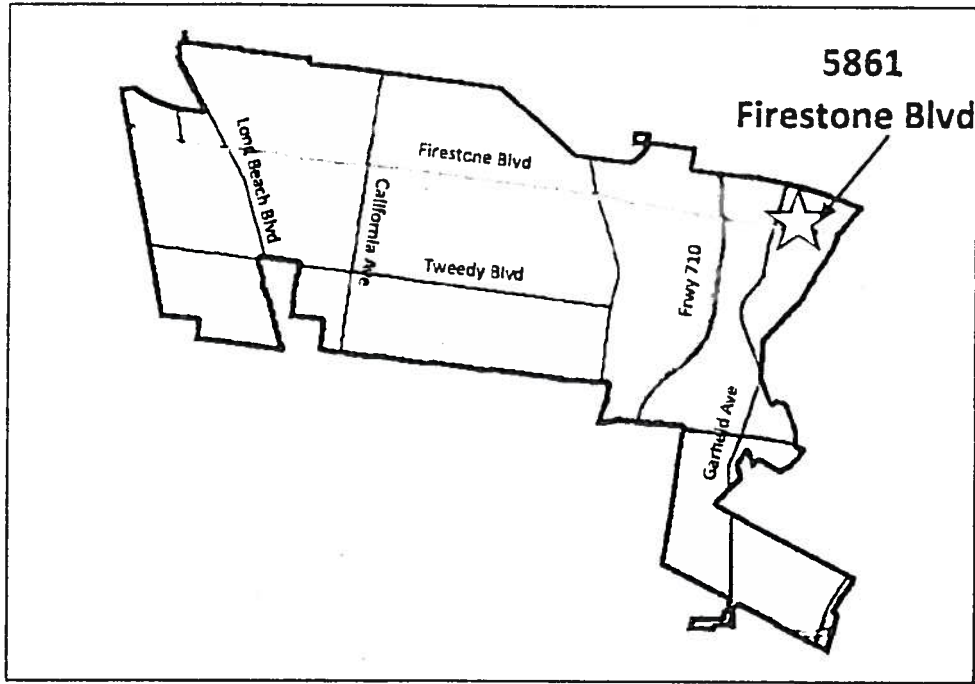 5861
Firestone Blvd
Firestone Blvd
Long Beach Blvd
California Ave
Tweedy Blvd
Frwy 710
Garfield Ave